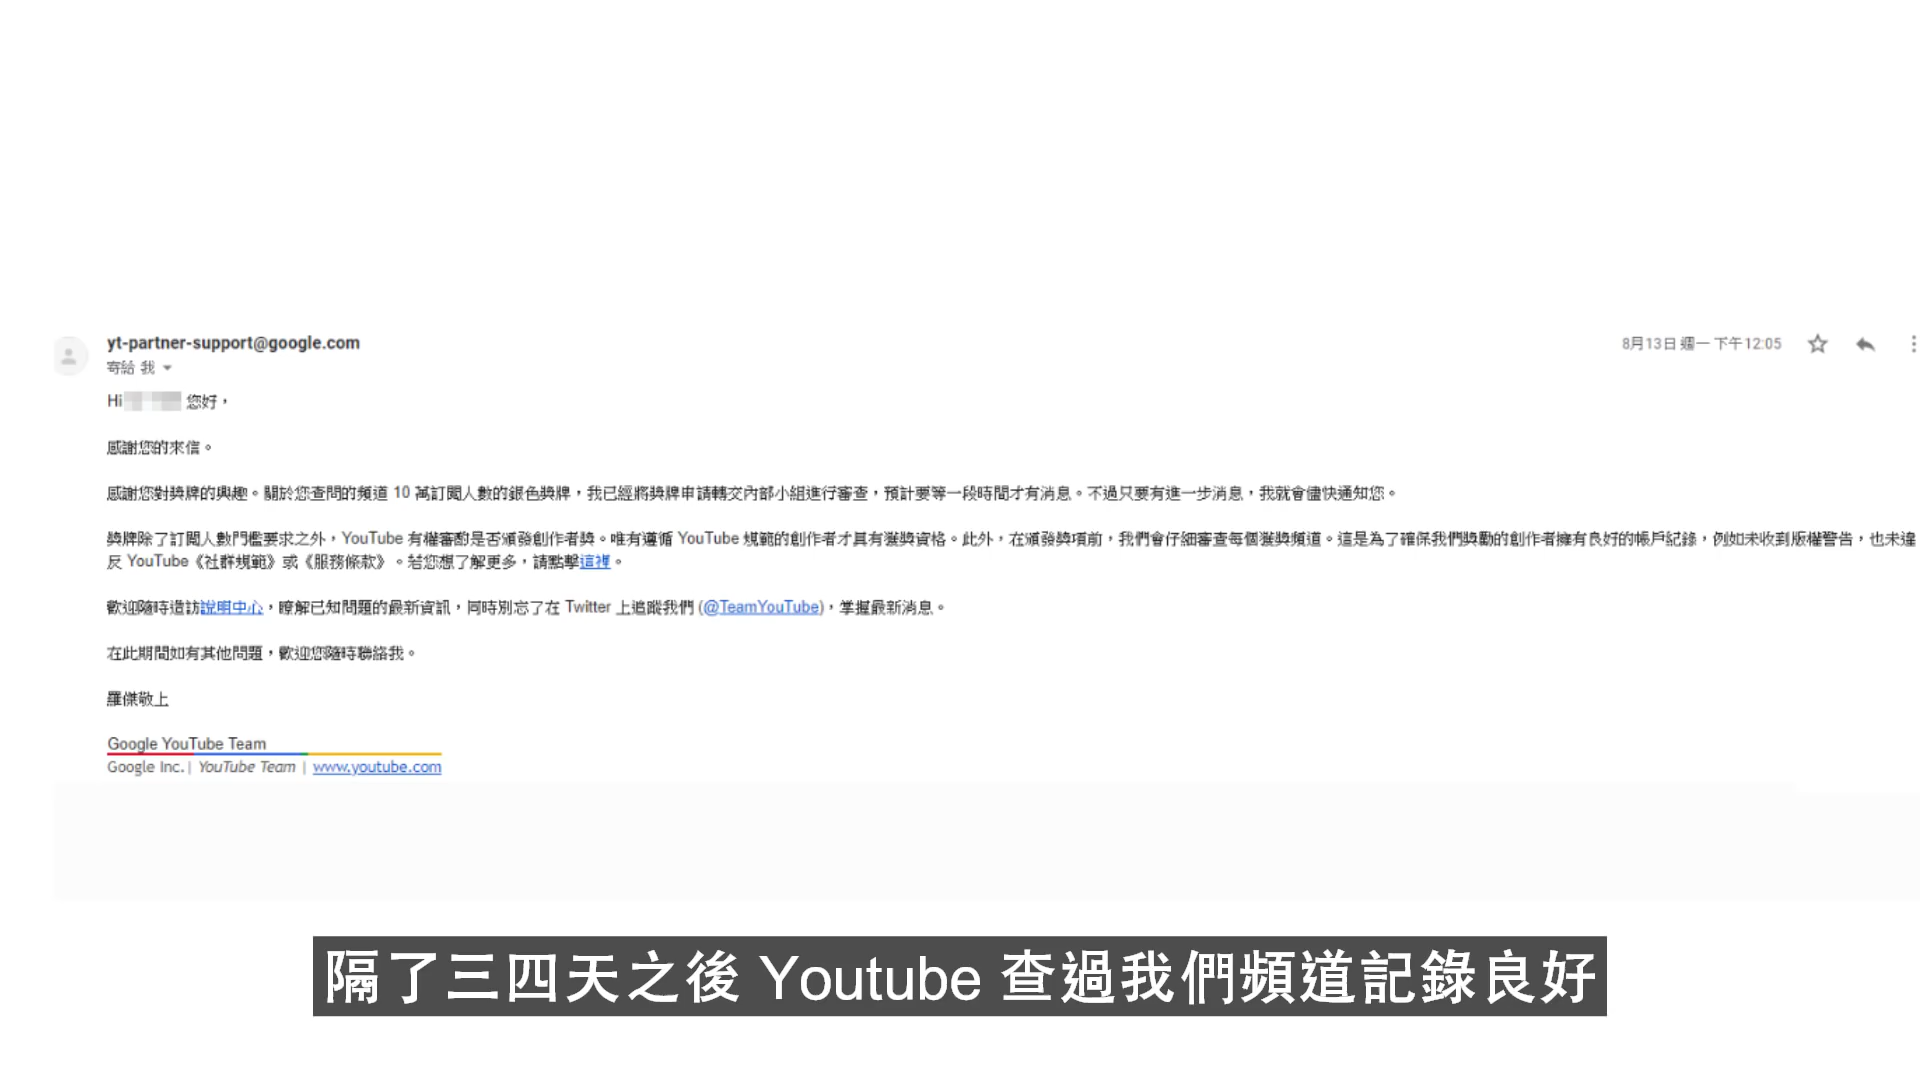 yt-partner-support@google.com
8月13日 週一 下午12:05
寄給 我
Hi 您好，
感謝您的來信。
感謝您對獎牌的興趣。關於您查問的頻道 10 萬訂閱人數的銀色獎牌，我已經將獎牌申請轉交內部小組進行審查，預計要等一段時間才有消息。不過只要有進一步消息，我就會儘快通知您。
獎牌除了訂閱人數門檻要求之外，YouTube 有權審酌是否頒發創作者獎。唯有遵循 YouTube 規範的創作者才具有獲獎資格。此外，在頒發獎項前，我們會仔細審查每個獲獎頻道。這是為了確保我們獎勵的創作者擁有良好的帳戶記錄，例如未收到版權警告，也未違
反 YouTube《社群規範》或《服務條款》。若您想了解更多，請點擊這裡。
歡迎隨時造訪說明中心，瞭解已知問題的最新資訊，同時別忘了在 Twitter 上追蹤我們 (@TeamYouTube)，掌握最新消息。
在此期間如有其他問題，歡迎您隨時聯絡我。
羅傑敬上
Google YouTube Team
Google Inc. | YouTube Team | www.youtube.com
隔了三四天之後 Youtube 查過我們頻道記錄良好